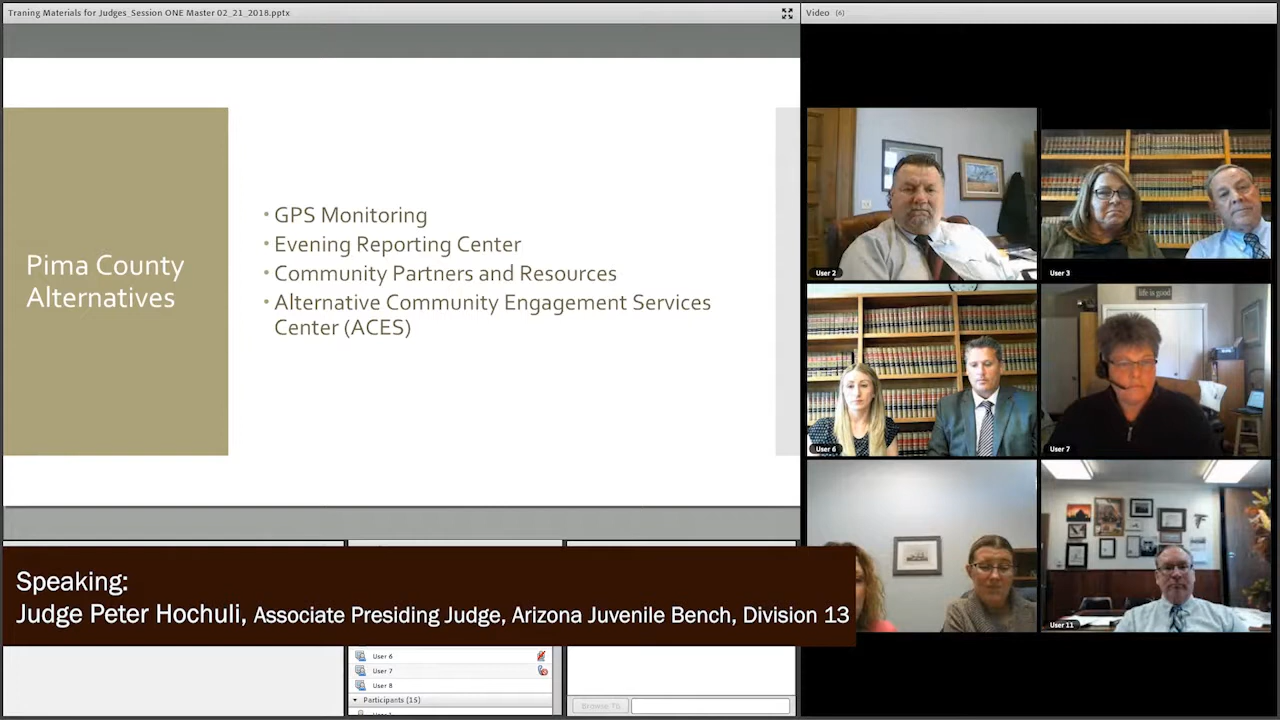 Traning Materials for Judges_Session ONE Master 02_21_2018.pptx
Video (6)
Pima County
Alternatives
• GPS Monitoring
• Evening Reporting Center
• Community Partners and Resources
• Alternative Community Engagement Services
Center (ACES)
User 2
User 3
life is good
User 6
User 7
User 11
Speaking:
Judge Peter Hochuli, Associate Presiding Judge, Arizona Juvenile Bench, Division 13
User 6
User 7
User 8
Participants (15)